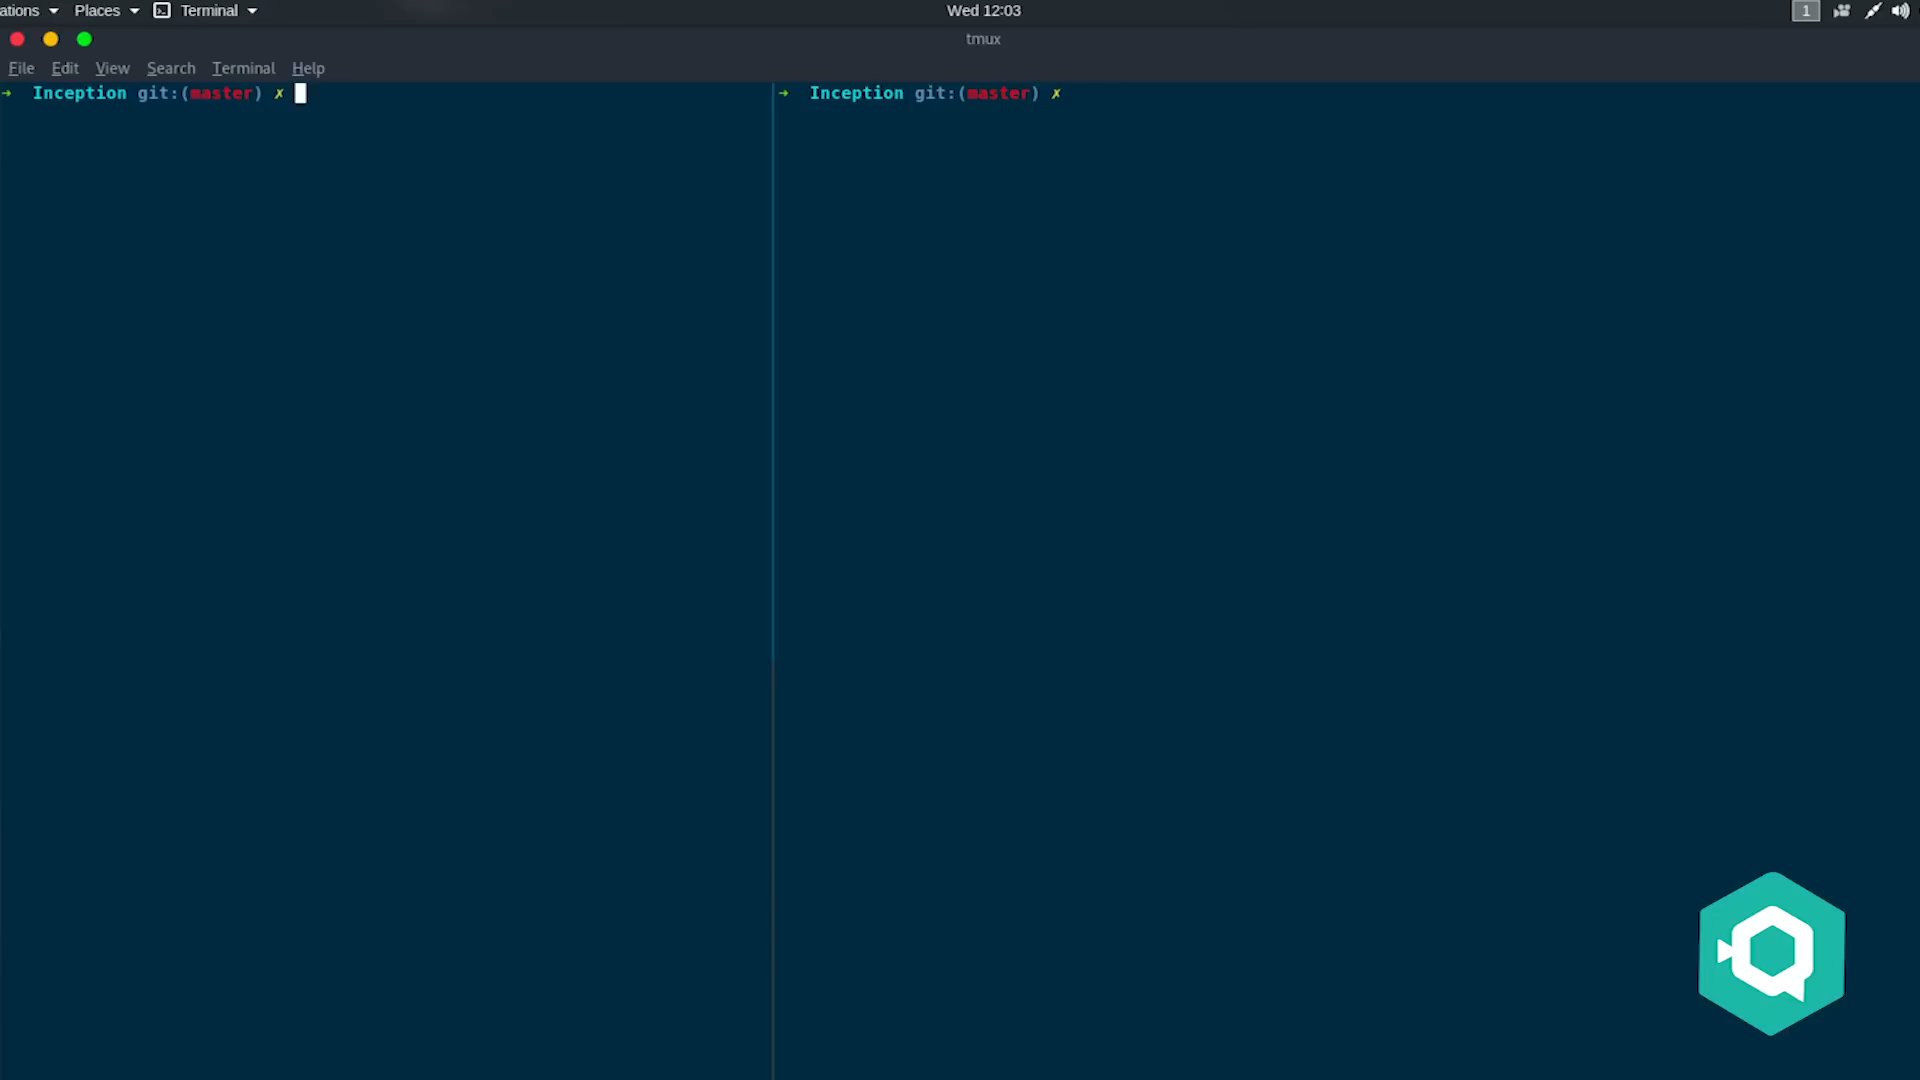 ations Places Terminal Wed 12:03 1
tmux
File Edit View Search Terminal Help
→ Inception git:(master) ✗
→ Inception git:(master) ✗